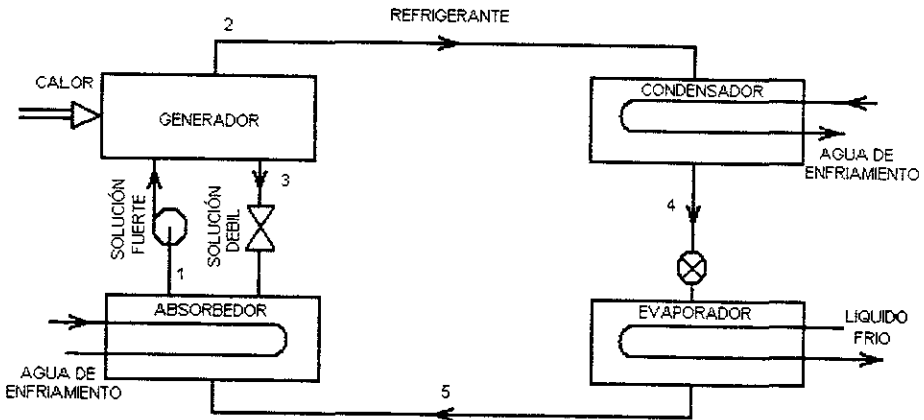 2
REFRIGERANTE
CALOR
GENERADOR
CONDENSADOR
AGUA DE
ENFRIAMIENTO
SOLUCIÓN
FUERTE
3
SOLUCIÓN
DEBIL
4
1
ABSORBEDOR
EVAPORADOR
LÍQUIDO
FRIO
AGUA DE
ENFRIAMIENTO
5